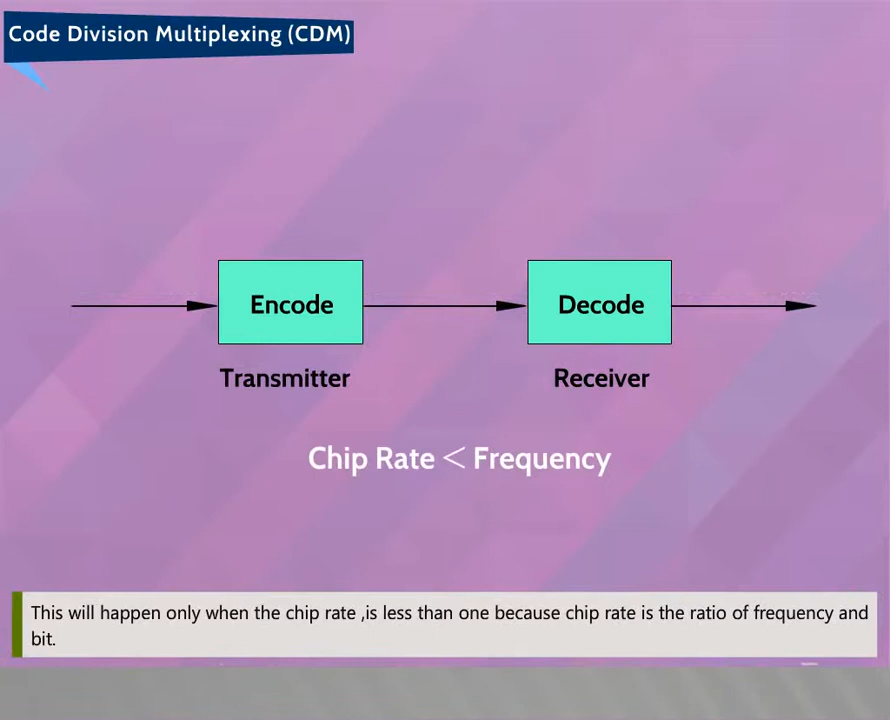 Code Division Multiplexing (CDM)
Encode
Decode
Transmitter
Receiver
Chip Rate < Frequency
This will happen only when the chip rate ,is less than one because chip rate is the ratio of frequency and
bit.